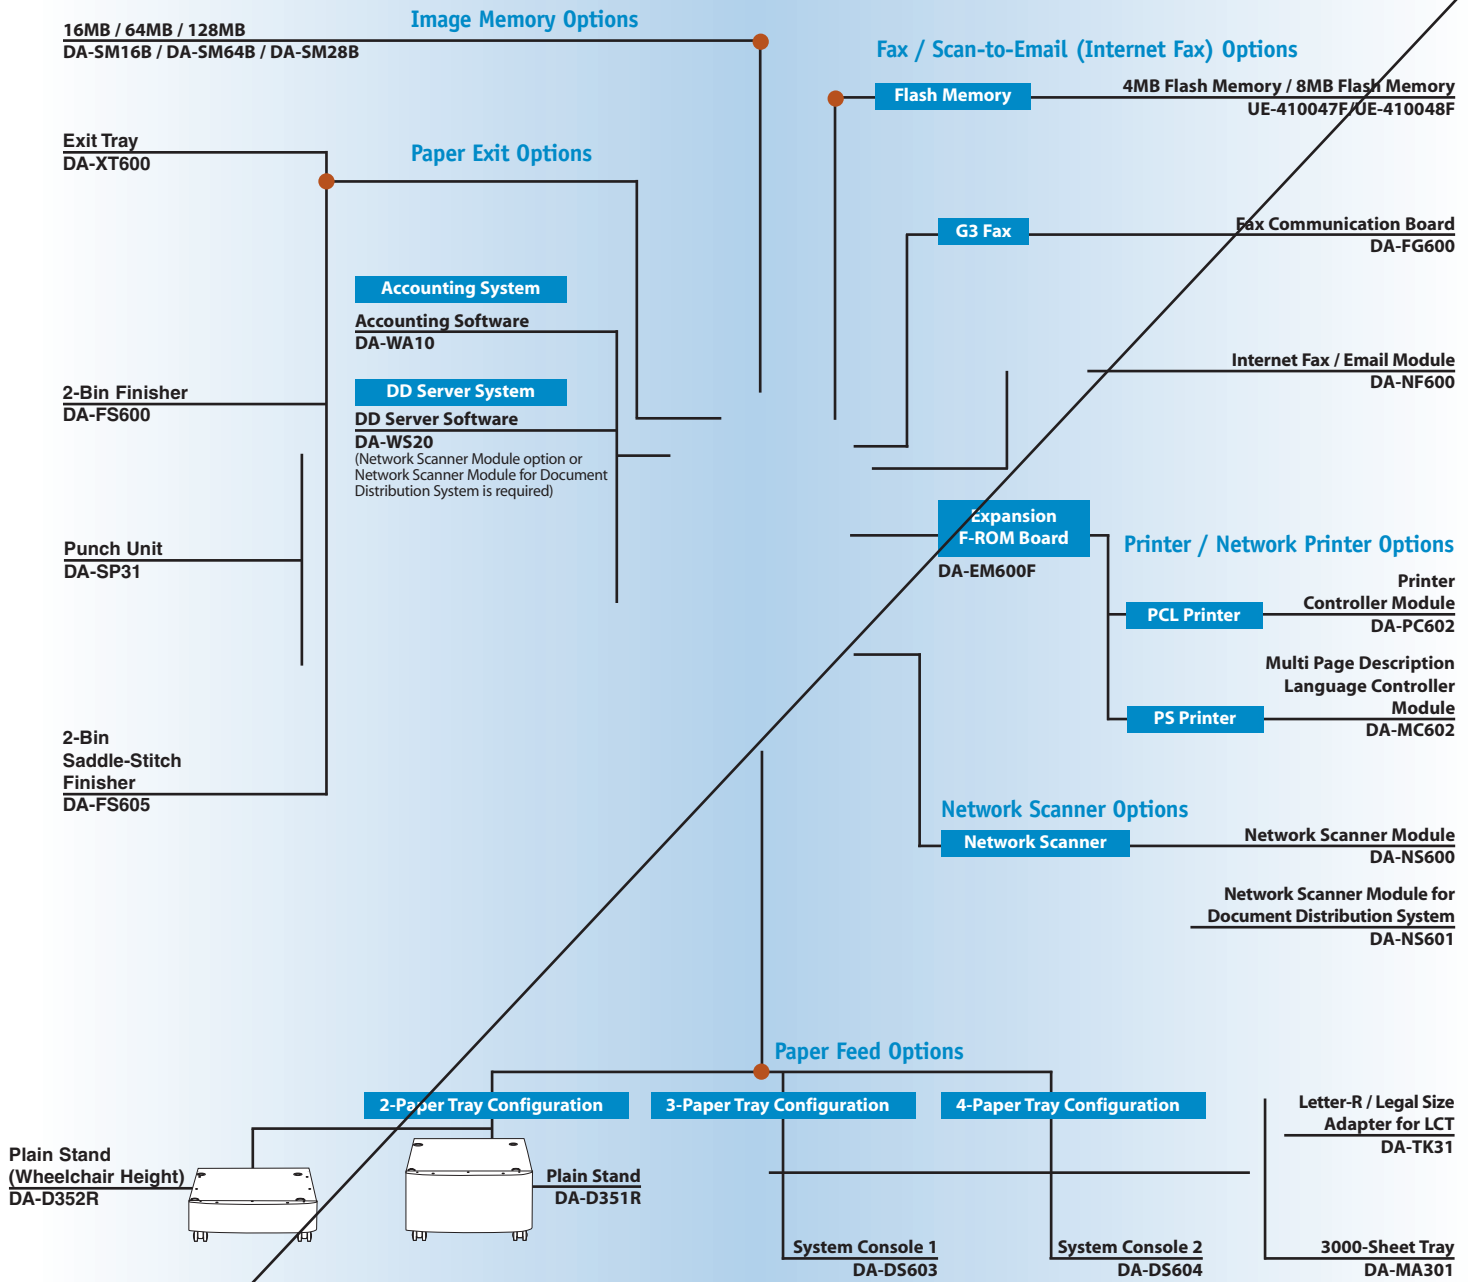 Image Memory Options
16MB / 64MB / 128MB
DA-SM16B / DA-SM64B / DA-SM28B
Fax / Scan-to-Email (Internet Fax) Options
Flash Memory
4MB Flash Memory / 8MB Flash Memory
UE-410047F/UE-410048F
Exit Tray
DA-XT600
Paper Exit Options
G3 Fax
Fax Communication Board
DA-FG600
Accounting System
Accounting Software
DA-WA10
Internet Fax / Email Module
DA-NF600
2-Bin Finisher
DA-FS600
DD Server System
DD Server Software
DA-WS20
(Network Scanner Module option or
Network Scanner Module for Document
Distribution System is required)
Expansion
F-ROM Board
DA-EM600F
Printer / Network Printer Options
Punch Unit
DA-SP31
Printer
Controller Module
DA-PC602
PCL Printer
Multi Page Description
Language Controller
Module
DA-MC602
PS Printer
2-Bin
Saddle-Stitch
Finisher
DA-FS605
Network Scanner Options
Network Scanner
Network Scanner Module
DA-NS600
Network Scanner Module for
Document Distribution System
DA-NS601
Paper Feed Options
2-Paper Tray Configuration
3-Paper Tray Configuration
4-Paper Tray Configuration
Letter-R / Legal Size
Adapter for LCT
DA-TK31
Plain Stand
(Wheelchair Height)
DA-D352R
Plain Stand
DA-D351R
System Console 1
DA-DS603
System Console 2
DA-DS604
3000-Sheet Tray
DA-MA301